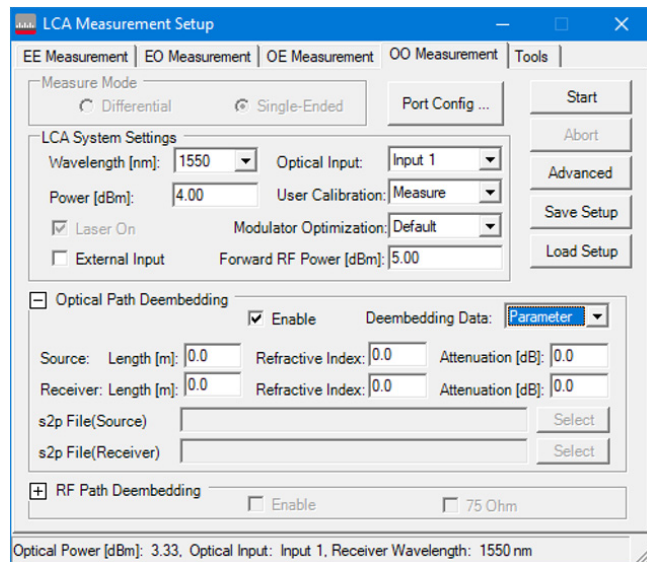 LCA Measurement Setup
EE Measurement EO Measurement OE Measurement OO Measurement Tools
Measure Mode
Differential Single-Ended Port Config ... Start
Abort
LCA System Settings
Wavelength [nm]: 1550 Optical Input: Input 1
Advanced
Power [dBm]: 4.00 User Calibration: Measure
Save Setup
Laser On Modulator Optimization: Default
External Input Forward RF Power [dBm]: 5.00 Load Setup
Optical Path Deembedding
Enable Deembedding Data: Parameter
Source: Length [m]: 0.0 Refractive Index: 0.0 Attenuation [dB]: 0.0
Receiver: Length [m]: 0.0 Refractive Index: 0.0 Attenuation [dB]: 0.0
s2p File(Source) Select
s2p File(Receiver) Select
RF Path Deembedding
Enable 75 Ohm
Optical Power [dBm]: 3.33, Optical Input: Input 1, Receiver Wavelength: 1550 nm